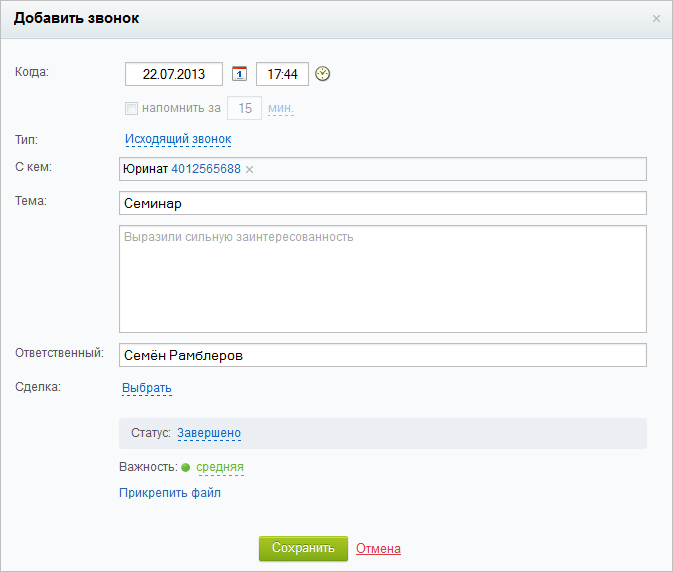 Добавить звонок
Когда: 22.07.2013 1 17:44
напомнить за 15 мин.
Тип: Исходящий звонок
С кем: Юринат 4012565688
Тема: Семинар
Выразили сильную заинтересованность
Ответственный: Семён Рамблеров
Сделка: Выбрать
Статус: Завершено
Важность: средняя
Прикрепить файл
Сохранить Отмена